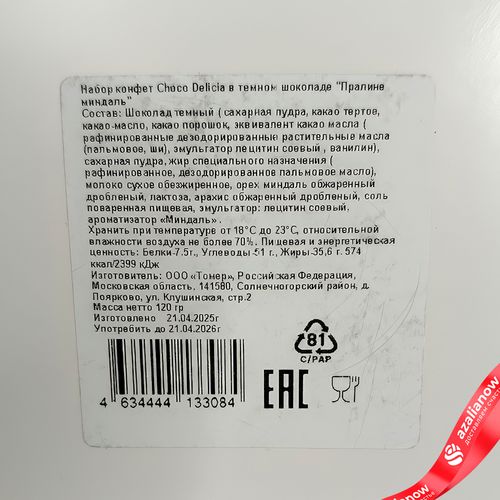 Набор конфет Choco Delicia в темном шоколаде "Пралине
миндаль"
Состав: Шоколад темный ( сахарная пудра, какао тертое,
какао-масло, какао порошок, эквивалент какао масла (
рафинированные дезодорированные растительные масла
(пальмовое, ши), эмульгатор лецитин соевый , ванилин),
сахарная пудра, жир специального назначения (
рафинированное, дезодорированное пальмовое масло),
молоко сухое обезжиренное, орех миндаль обжаренный
дробленый, лактоза, арахис обжаренный дробленый, соль
поваренная пищевая, эмульгатор: лецитин соевый,
ароматизатор «Миндаль» .
Хранить при температуре от 18°С до 23°С, относительной
влажности воздуха не более 70%. Пищевая и энергетическая
ценность: Белки-7.5г., Углеводы-51 г., Жиры-35,6 г. 574
ккал/2399 кДж
Изготовитель: ООО «Тонер», Российская Федерация,
Московская область. 141580, Солнечногорский район, д.
Поярково, ул. Клушинская, стр.2
Масса нетто 120 гр
Изготовлено 21.04.2025г
Употребить до 21.04.2026г
81
C/PAP
4 634444 133084
EAC
azalianow
доставляем счастье
azalianow